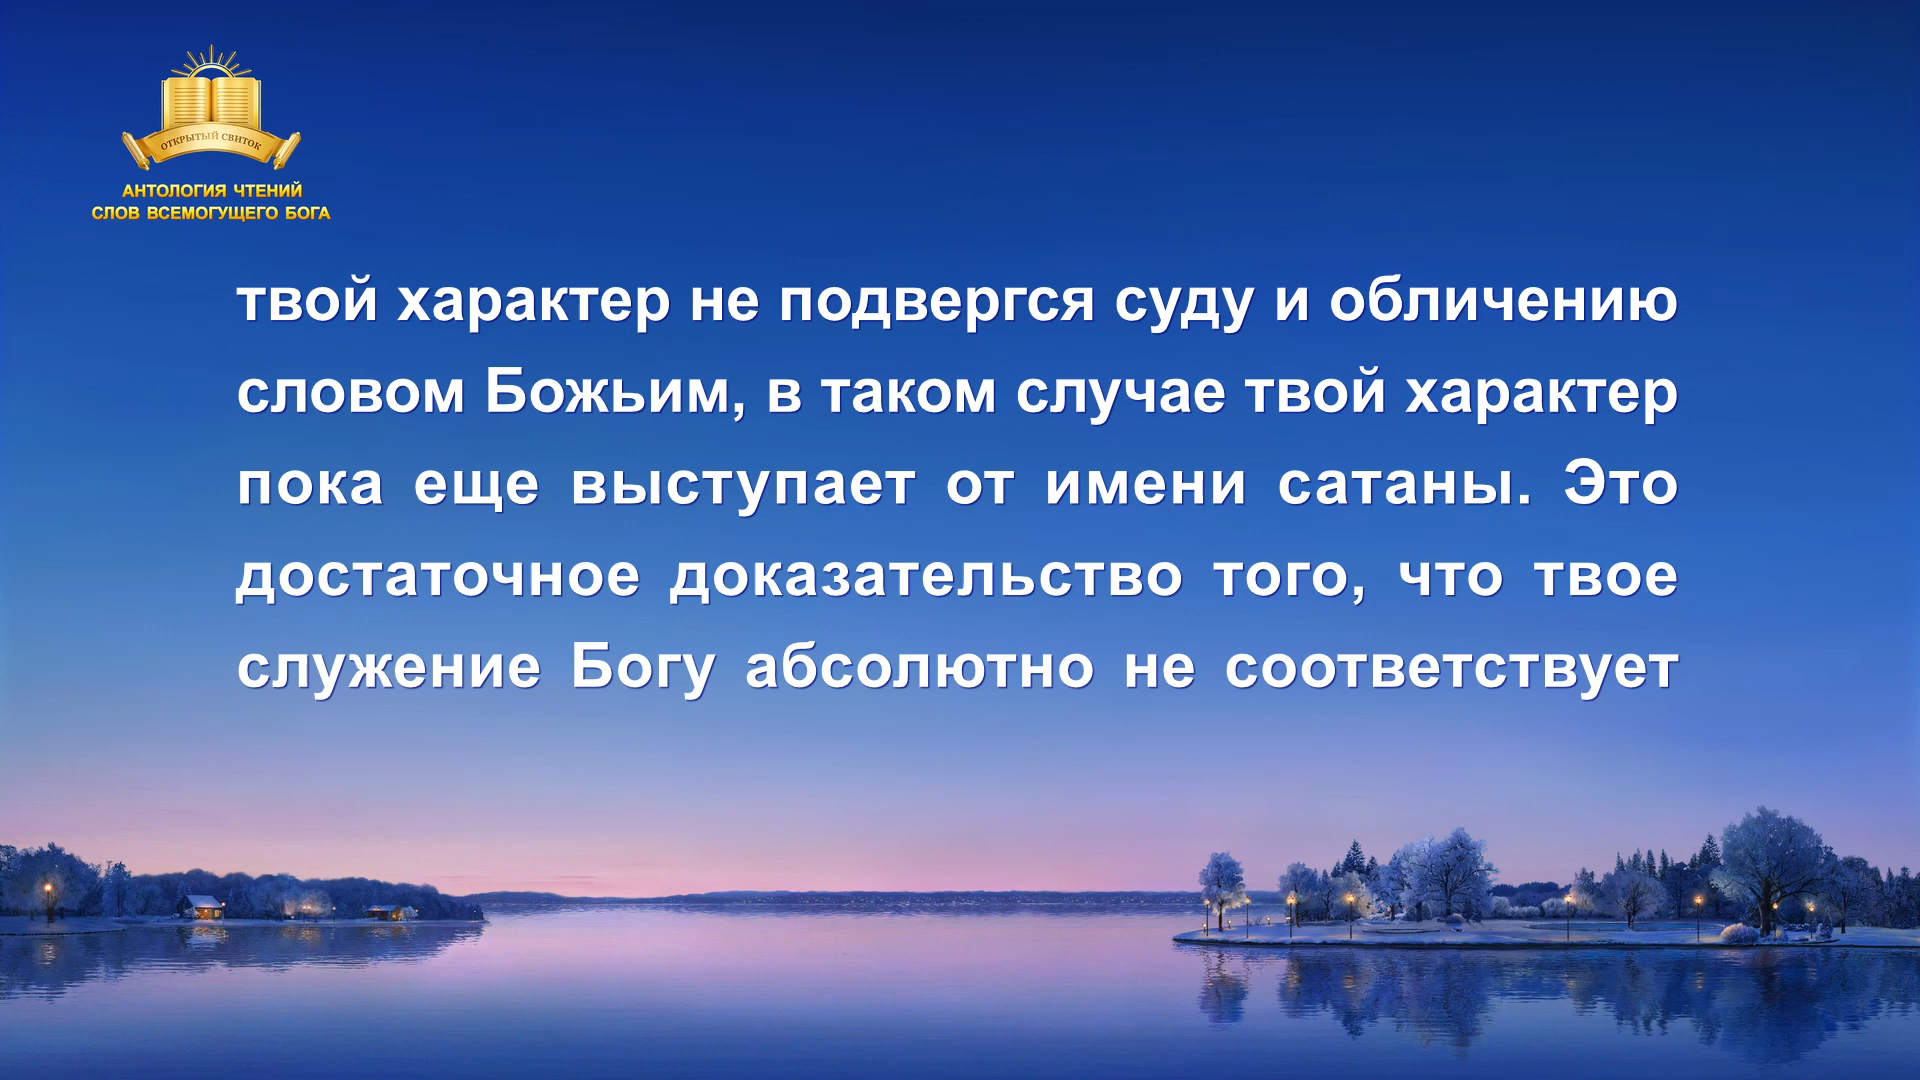 ОТКРЫТЫЙ СВИТОК
АНТОЛОГИЯ ЧТЕНИЙ
СЛОВ ВСЕМОГУЩЕГО БОГА
твой характер не подвергся суду и обличению
словом Божьим, в таком случае твой характер
пока еще выступает от имени сатаны. Это
достаточное доказательство того, что твое
служение Богу абсолютно не соответствует